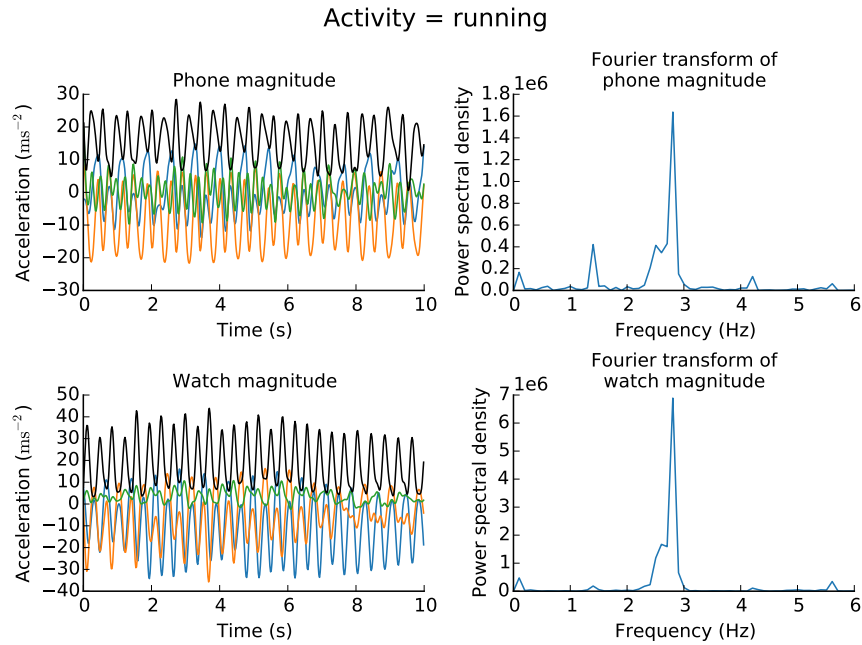 Activity = running
Phone magnitude
Acceleration (ms⁻²)
30
20
10
0
−10
−20
−30
0 2 4 6 8 10
Time (s)
Fourier transform of
phone magnitude
1e6
Power spectral density
1.8
1.6
1.4
1.2
1.0
0.8
0.6
0.4
0.2
0.0
0 1 2 3 4 5 6
Frequency (Hz)
Watch magnitude
Acceleration (ms⁻²)
50
40
30
20
10
0
−10
−20
−30
−40
0 2 4 6 8 10
Time (s)
Fourier transform of
watch magnitude
1e6
Power spectral density
7
6
5
4
3
2
1
0
0 1 2 3 4 5 6
Frequency (Hz)